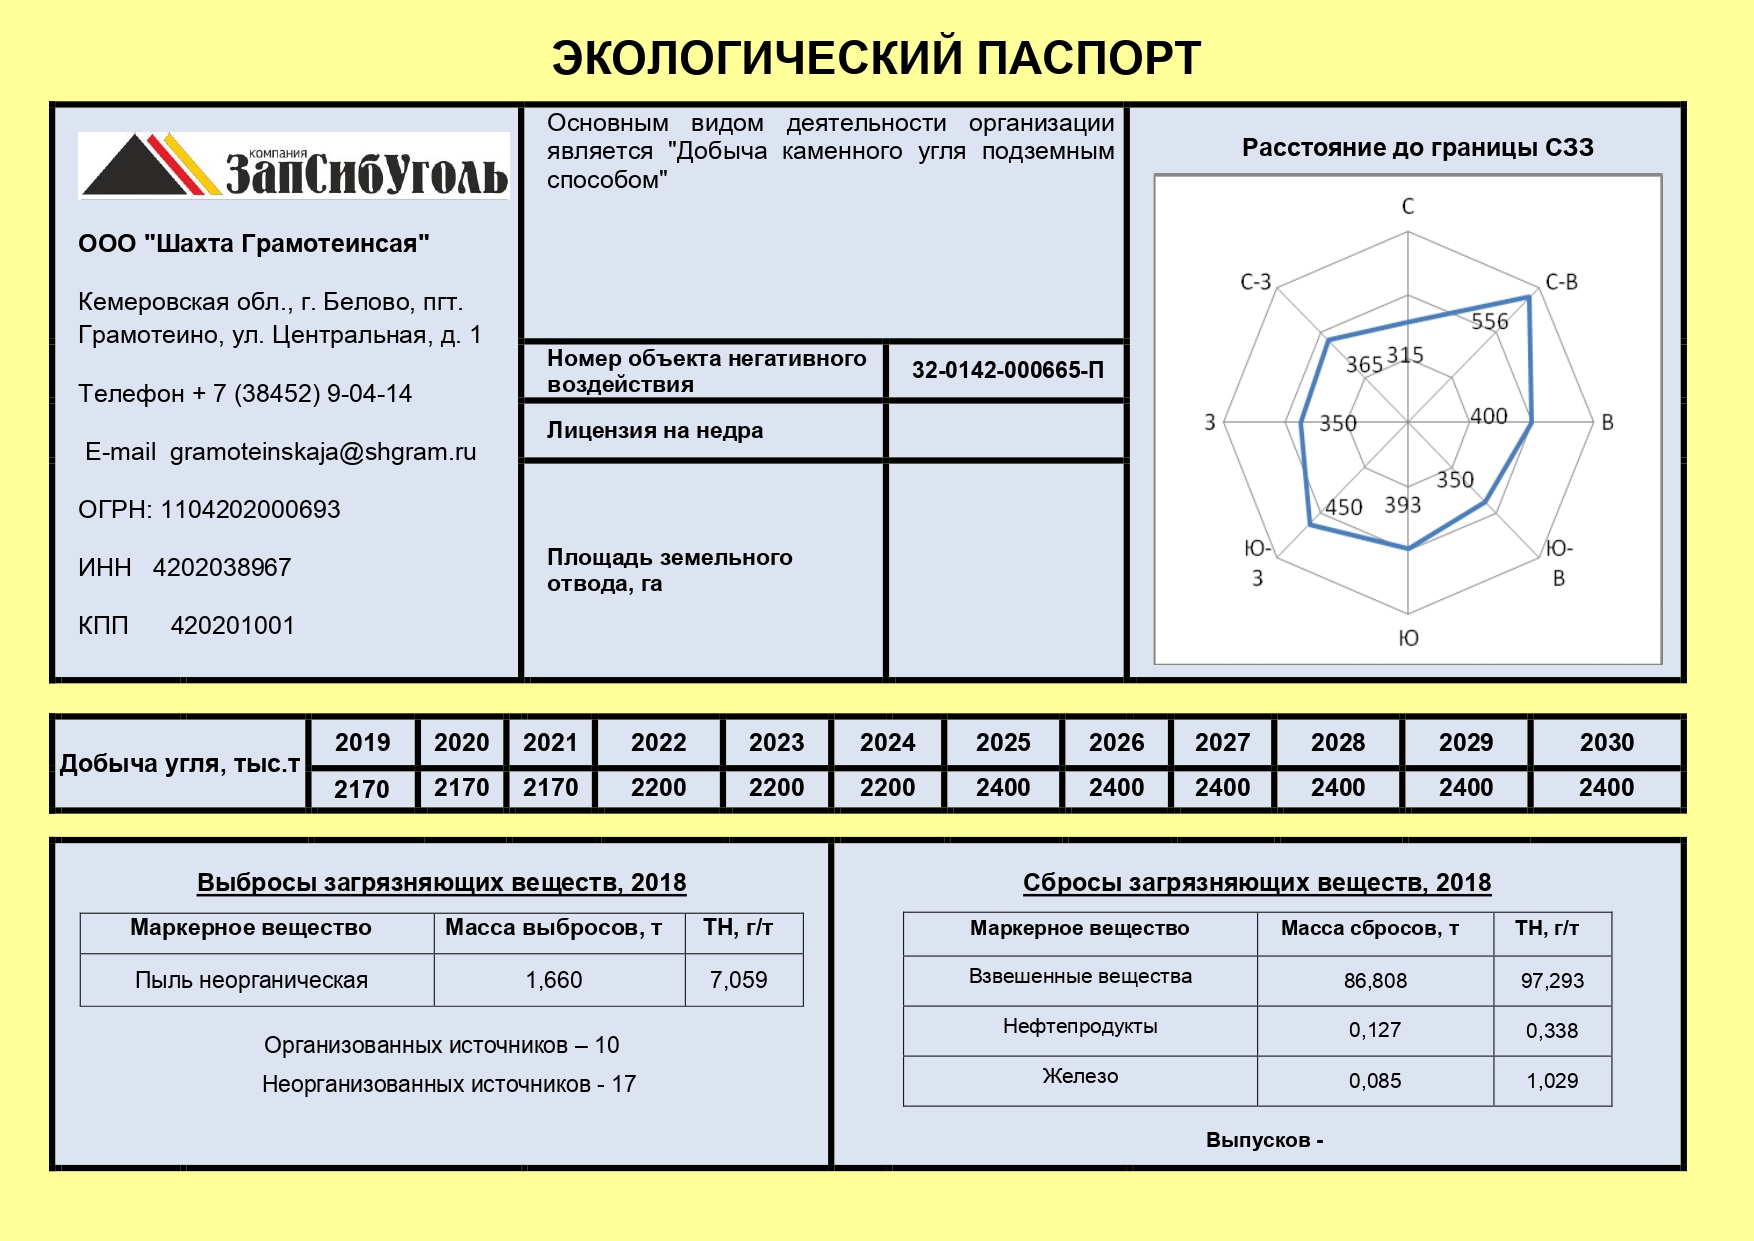 ЭКОЛОГИЧЕСКИЙ ПАСПОРТ
компания
ЗапСибУголь
ООО "Шахта Грамотеинсая"
Кемеровская обл., г. Белово, пгт.
Грамотеино, ул. Центральная, д. 1
Телефон + 7 (38452) 9-04-14
E-mail gramoteinskaja@shgram.ru
ОГРН: 1104202000693
ИНН 4202038967
КПП 420201001
Основным видом деятельности организации
является "Добыча каменного угля подземным
способом"
Номер объекта негативного
воздействия
32-0142-000665-П
Лицензия на недра
Площадь земельного
отвода, га
Расстояние до границы СЗЗ
С
С-З
С-В
556
365
315
З
350
400
В
350
450
393
Ю-
З
Ю-
В
Ю
Добыча угля, тыс.т
2019 2020 2021 2022 2023 2024 2025 2026 2027 2028 2029 2030
2170 2170 2170 2200 2200 2200 2400 2400 2400 2400 2400 2400
Выбросы загрязняющих веществ, 2018
Маркерное вещество Масса выбросов, т ТН, г/т
Пыль неорганическая 1,660 7,059
Организованных источников – 10
Неорганизованных источников - 17
Сбросы загрязняющих веществ, 2018
Маркерное вещество Масса сбросов, т ТН, г/т
Взвешенные вещества 86,808 97,293
Нефтепродукты 0,127 0,338
Железо 0,085 1,029
Выпусков -